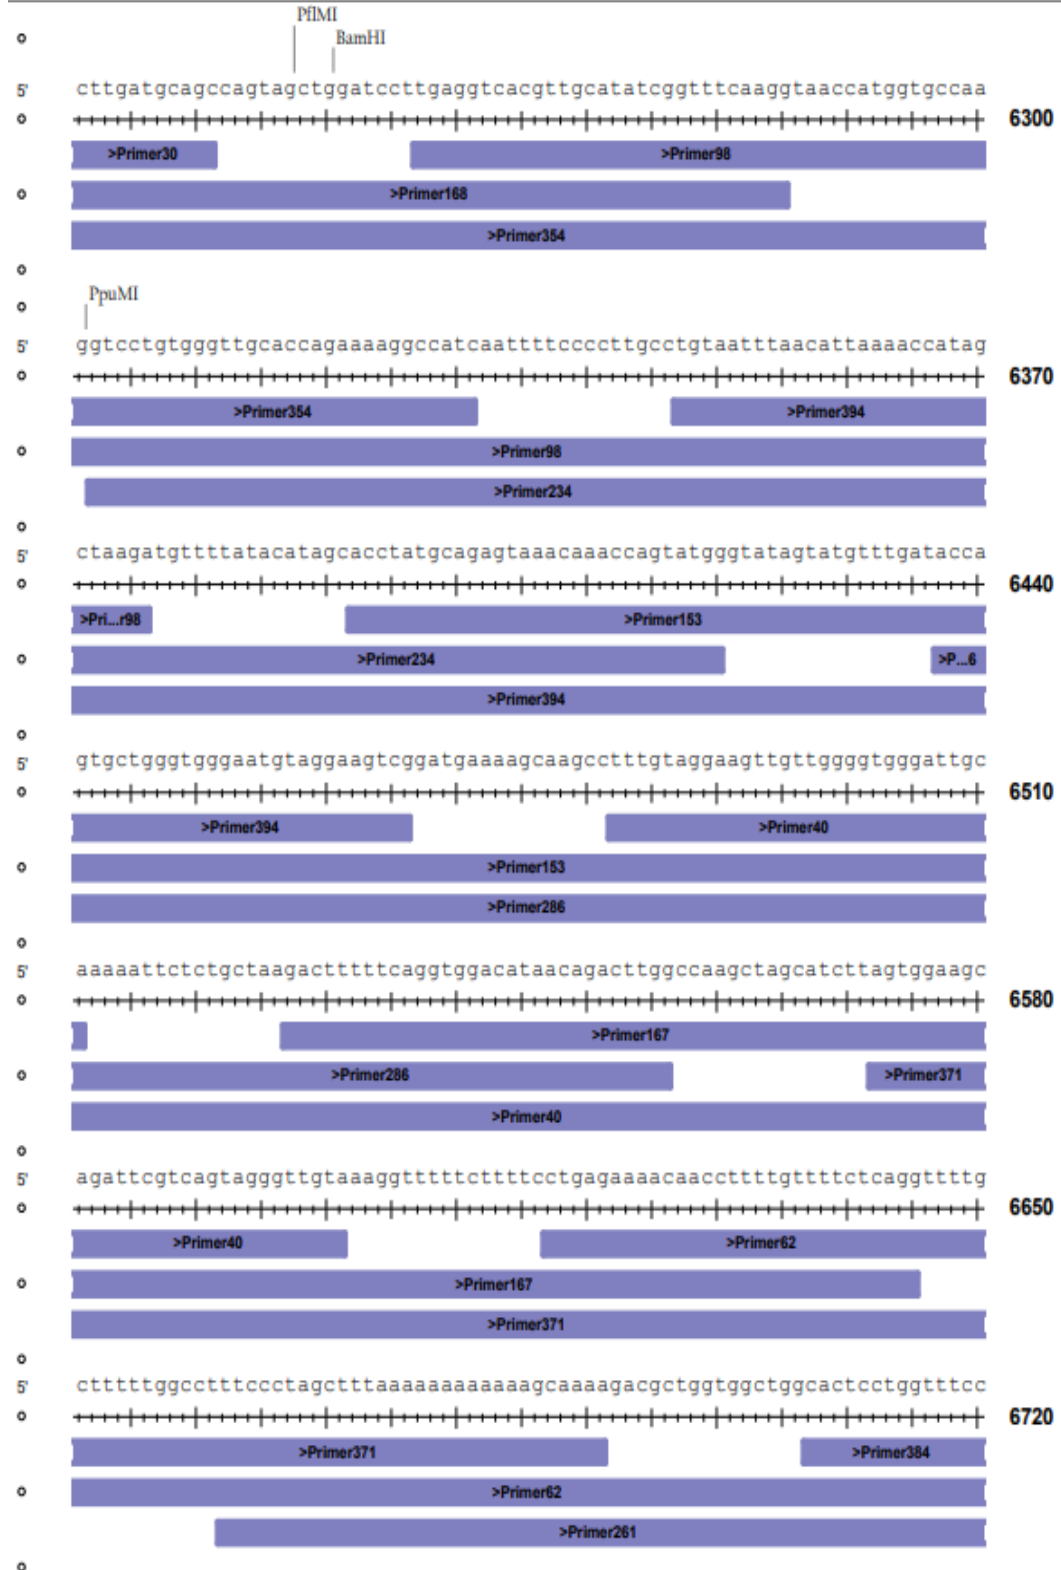 PflMI
BamHI
5' cttgatgcagccagtagctggatccttgaggtcacgttgcatatcggtttcaaggtaaccatggtgccaa
6300
>Primer30 >Primer98
>Primer168
>Primer354
PpuMI
5' ggtcctgtgggttgcaccagaaaaggccatcaattttccccttgcctgtaatttaacattaaaaccatag
6370
>Primer354 >Primer394
>Primer98
>Primer234
5' ctaagatgttttatacatagcacctatgcagagtaaacaaaccagtatgggtatagtatgtttgatacca
6440
>Pri...r98 >Primer153
>Primer234 >P...6
>Primer394
5' gtgctgggtgggaatgtaggaagtcggatgaaaagcaagcctttgtaggaagttgttggggtgggattgc
6510
>Primer394 >Primer40
>Primer153
>Primer286
5' aaaaattctctgctaagactttttcaggtggacataacagacttggccaagctagcatcttagtggaagc
6580
>Primer167
>Primer286 >Primer371
>Primer40
5' agattcgtcagtagggttgtaaaggtttttcttttcctgagaaaacaaccttttgttttctcaggttttg
6650
>Primer40 >Primer62
>Primer167
>Primer371
5' ctttttggcctttccctagctttaaaaaaaaaaaagcaaaagacgctggtggctggcactcctggtttcc
6720
>Primer371 >Primer384
>Primer62
>Primer261